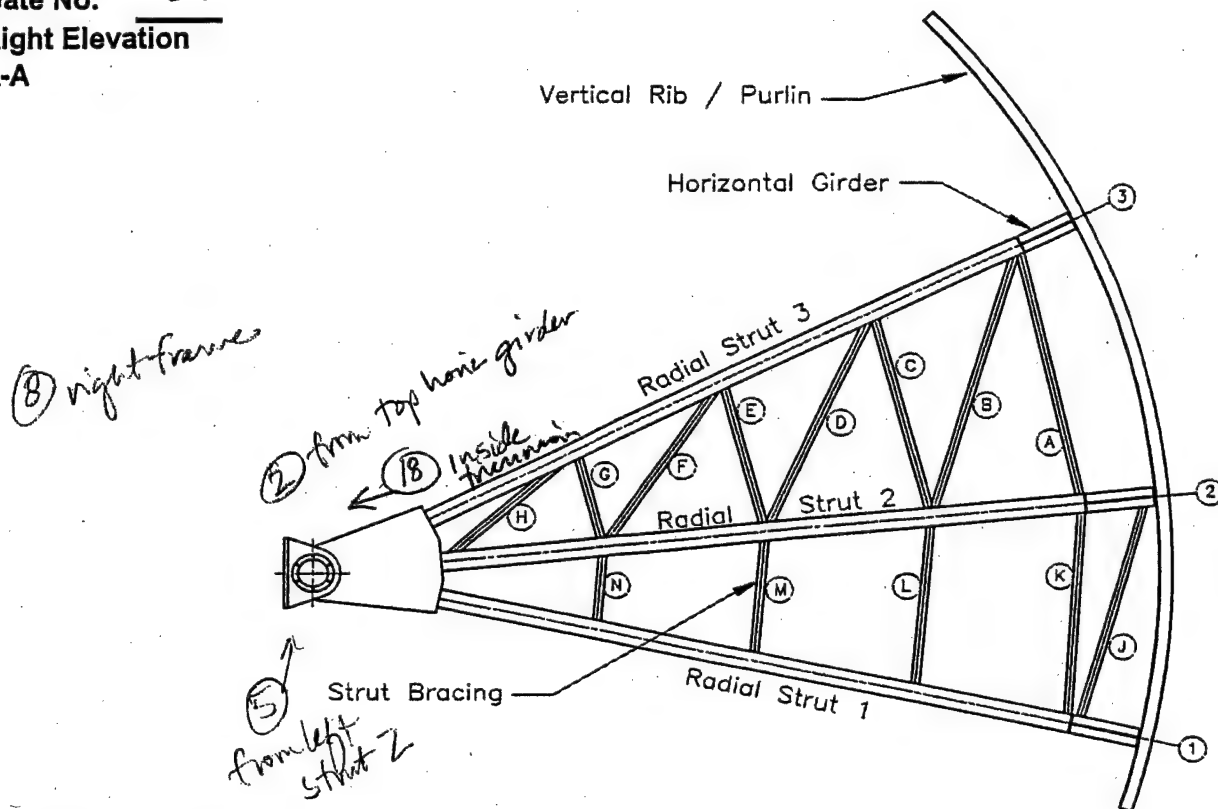 ate No.
ight Elevation
-A
Vertical Rib / Purlin
Horizontal Girder
3
Radial Strut 3
8 right frame
2 from top girder
18 inside
C
E
D
B
A
G
F
H
Radial Strut 2
2
N
M
L
K
J
Strut Bracing
Radial Strut 1
1
5
from left
strut 2